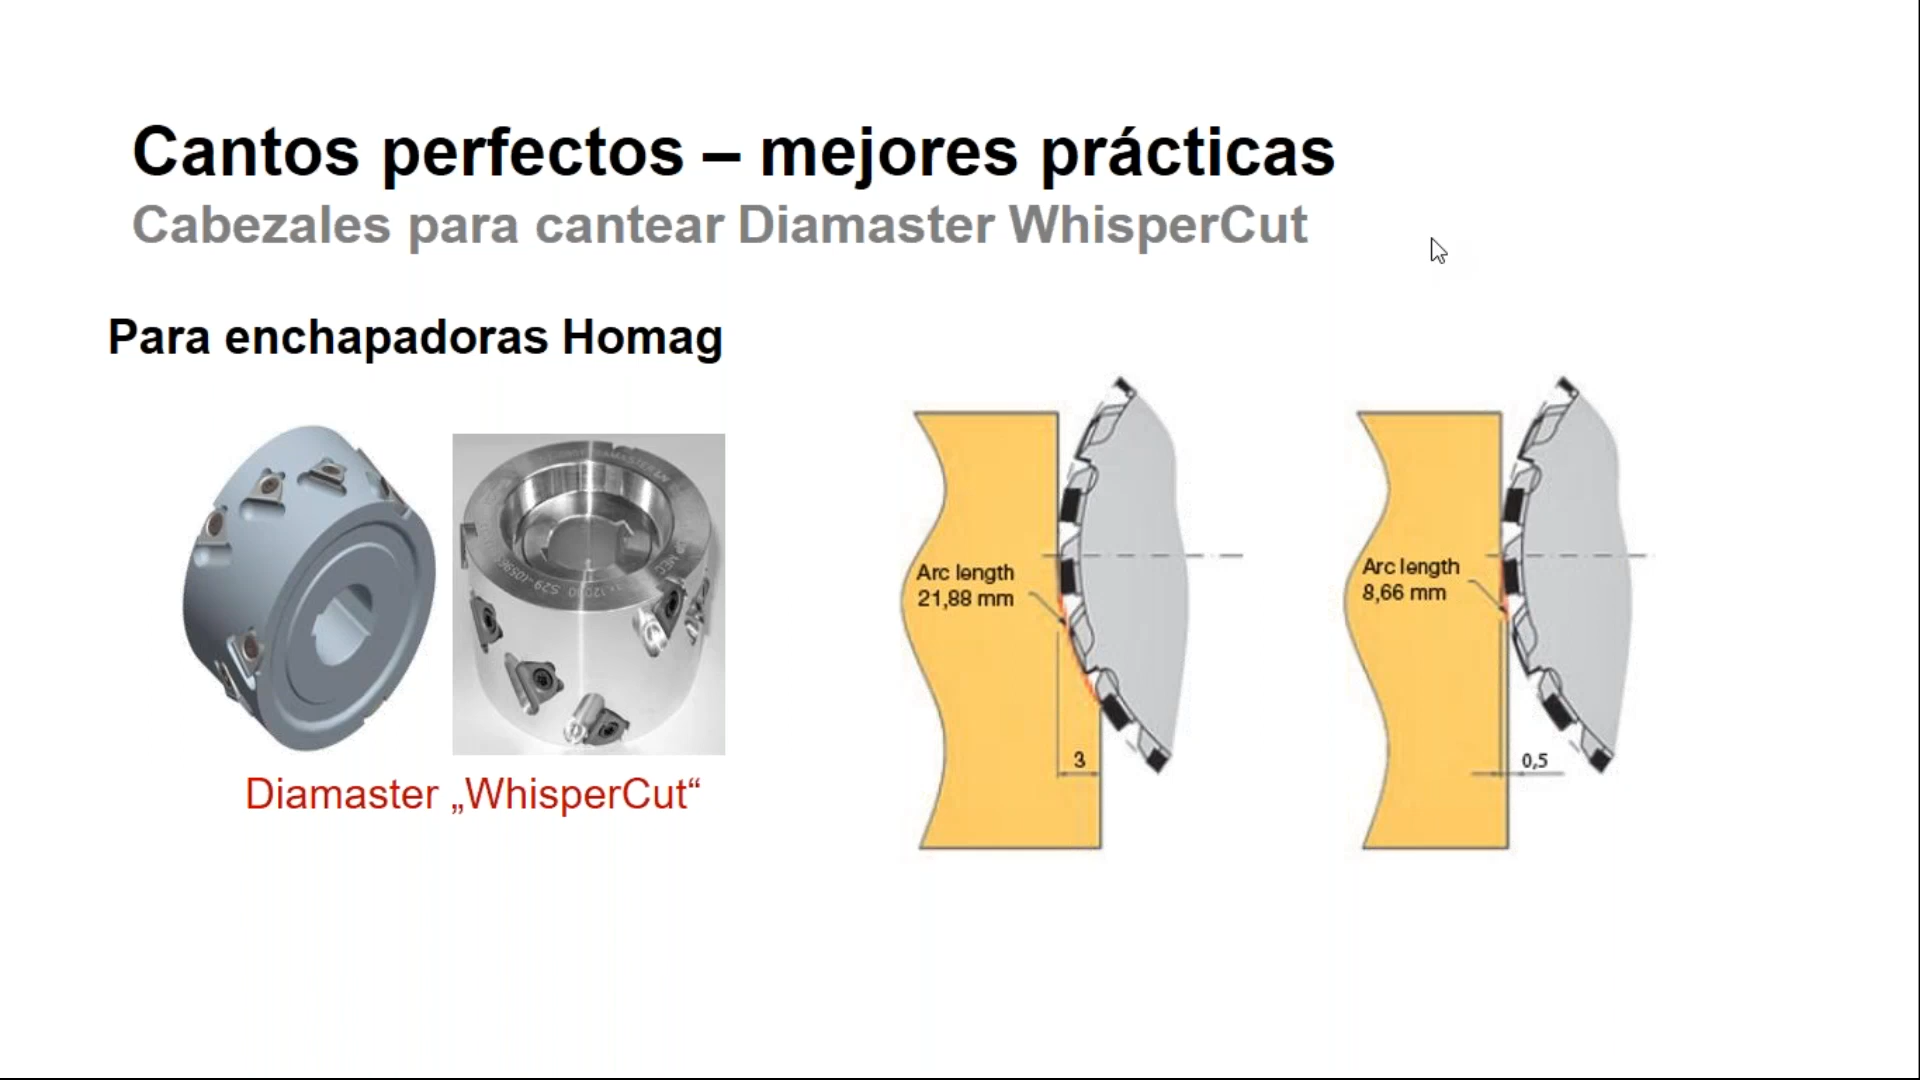 Cantos perfectos – mejores prácticas
Cabezales para cantear Diamaster WhisperCut
Para enchapadoras Homag
Diamaster „WhisperCut“
Arc length
21,88 mm
3
Arc length
8,66 mm
0,5